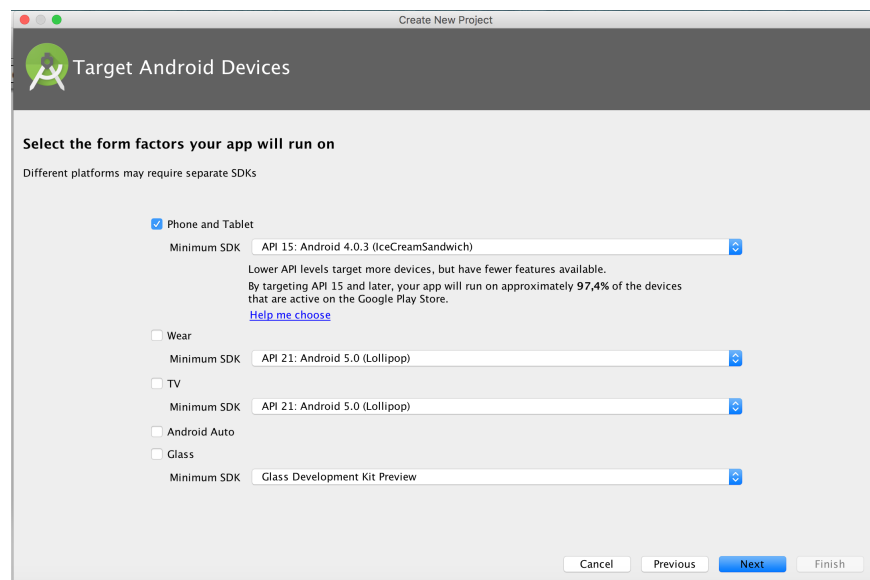 Create New Project
Target Android Devices
Select the form factors your app will run on
Different platforms may require separate SDKs
Phone and Tablet
Minimum SDK API 15: Android 4.0.3 (IceCreamSandwich)
Lower API levels target more devices, but have fewer features available.
By targeting API 15 and later, your app will run on approximately 97,4% of the devices
that are active on the Google Play Store.
Help me choose
Wear
Minimum SDK API 21: Android 5.0 (Lollipop)
TV
Minimum SDK API 21: Android 5.0 (Lollipop)
Android Auto
Glass
Minimum SDK Glass Development Kit Preview
Cancel Previous Next Finish